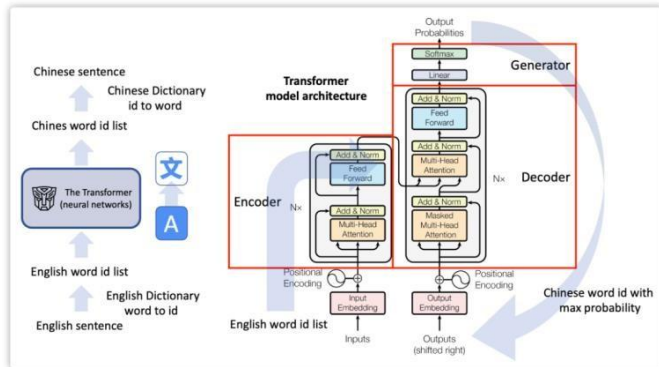 Chinese sentence
Chinese Dictionary
id to word
Chines word id list
The Transformer
(neural networks)
文
A
English word id list
English Dictionary
word to id
English sentence
Transformer
model architecture
Encoder
N×
Add & Norm
Feed
Forward
Add & Norm
Multi-Head
Attention
Positional
Encoding
Input
Embedding
English word id list
Inputs
Output
Probabilities
Softmax
Generator
Linear
Add & Norm
Feed
Forward
Add & Norm
Multi-Head
Attention
N×
Decoder
Add & Norm
Masked
Multi-Head
Attention
Positional
Encoding
Output
Embedding
Outputs
(shifted right)
Chinese word id with
max probability